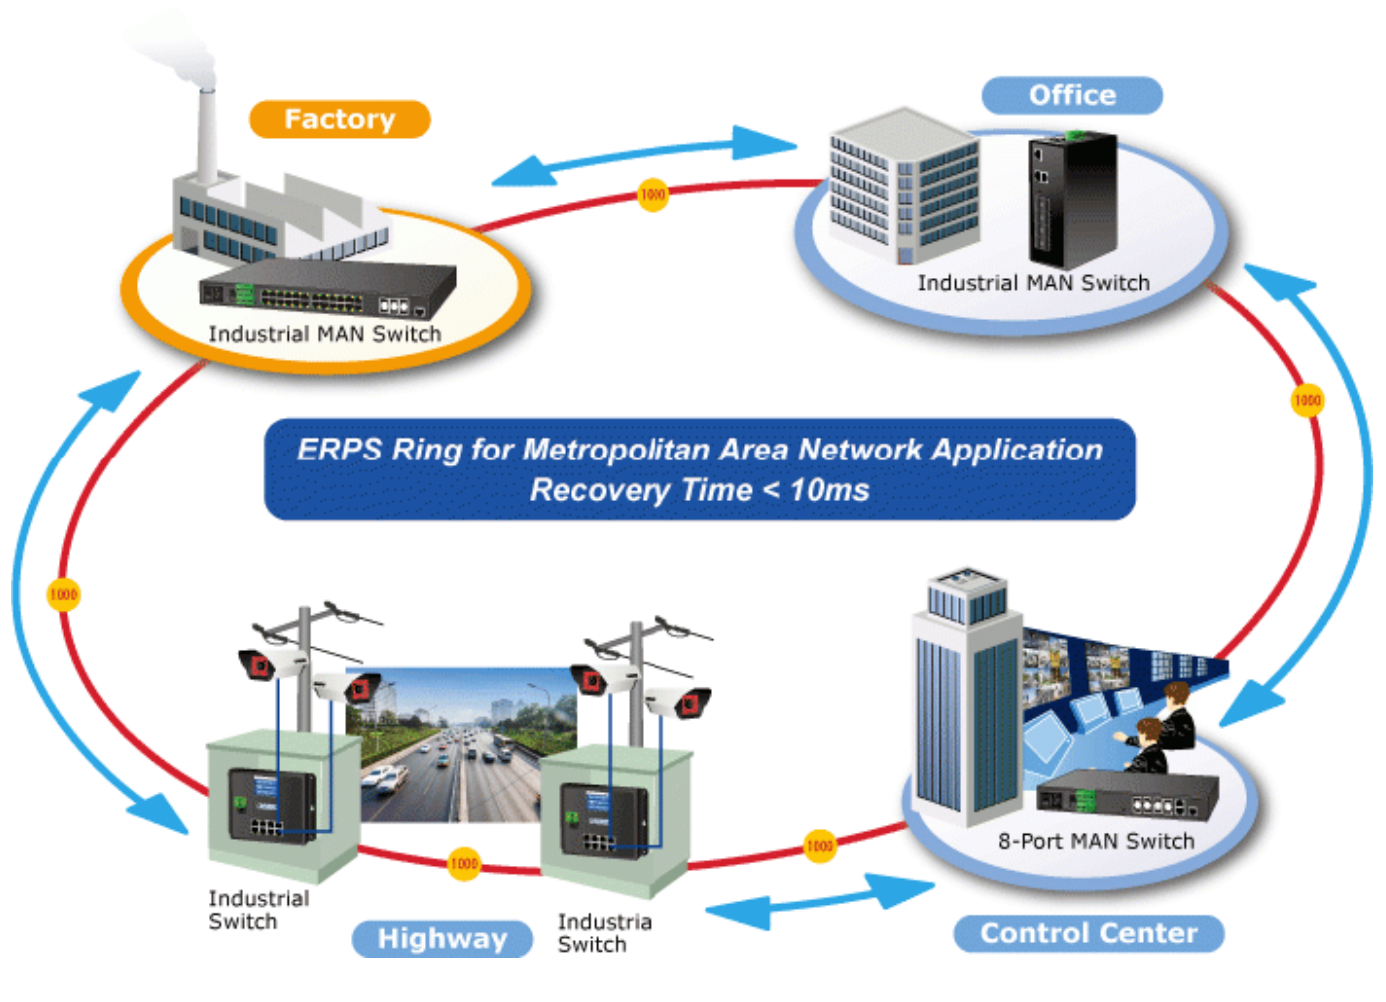 Factory
Office
1000
Industrial MAN Switch
Industrial MAN Switch
1000
ERPS Ring for Metropolitan Area Network Application
Recovery Time < 10ms
1000
1000
1000
8-Port MAN Switch
Industrial
Switch
Highway
Industria
Switch
Control Center